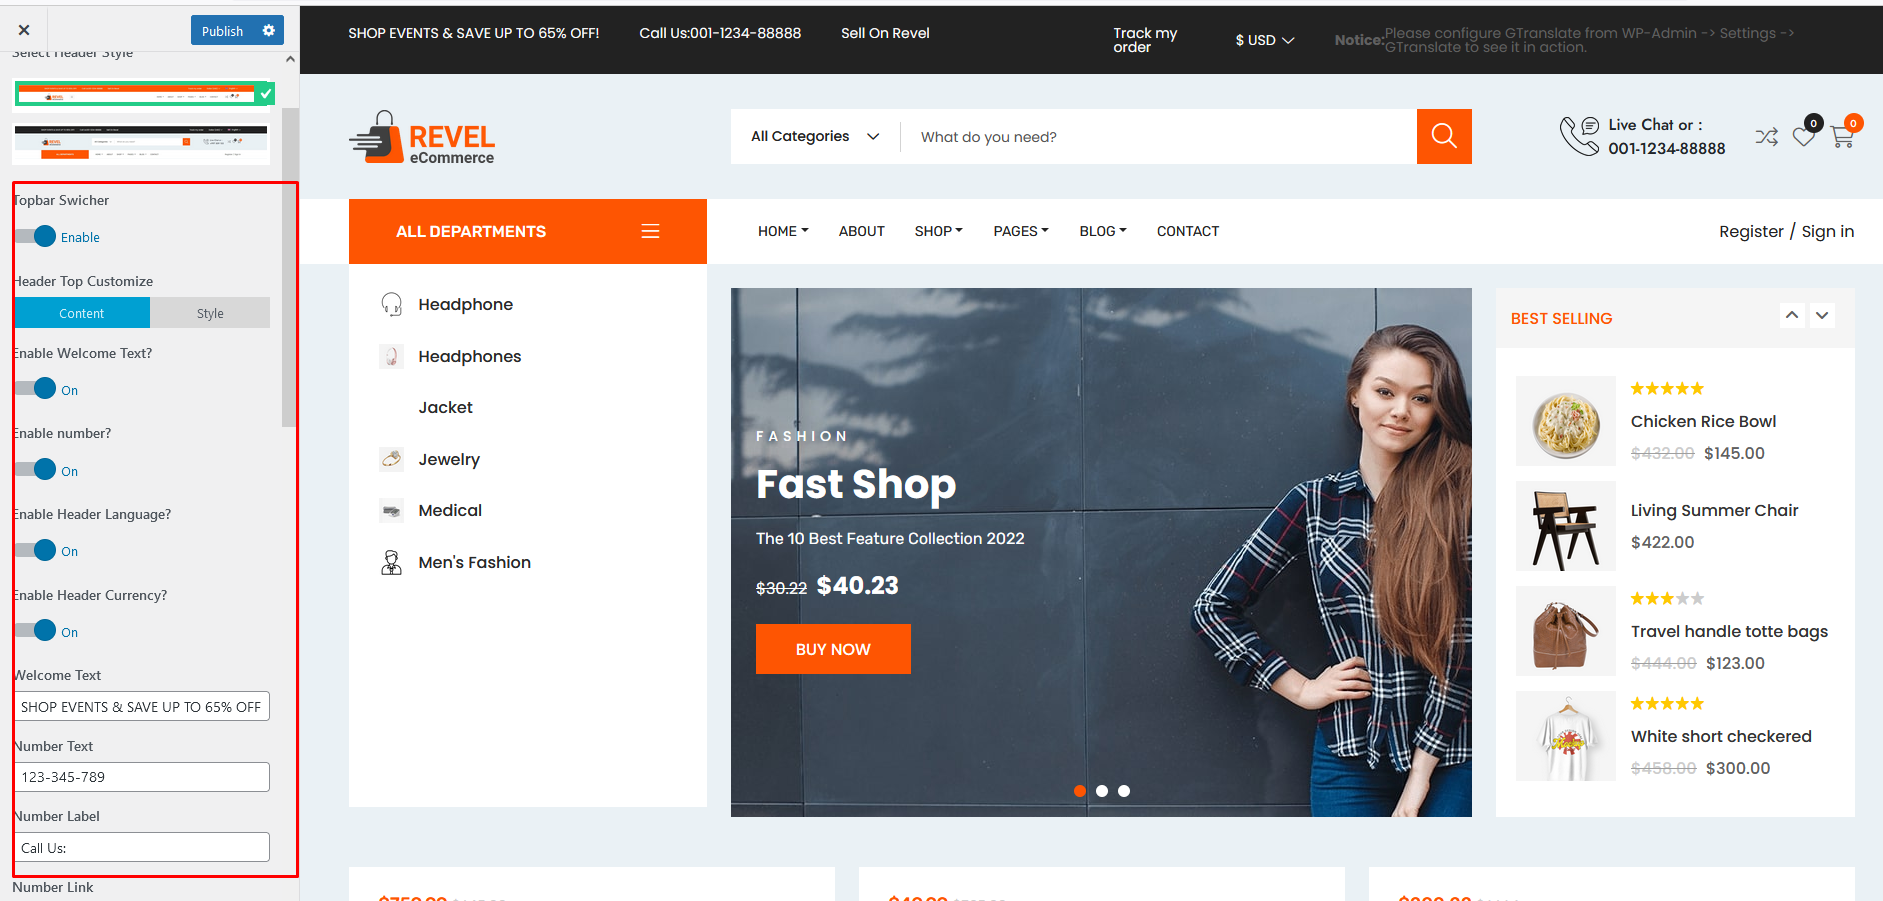 Publish
Select Header Style
Topbar Swicher
Enable
Header Top Customize
Content
Style
Enable Welcome Text?
On
Enable number?
On
Enable Header Language?
On
Enable Header Currency?
On
Welcome Text
SHOP EVENTS & SAVE UP TO 65% OFF
Number Text
123-345-789
Number Label
Call Us:
Number Link
SHOP EVENTS & SAVE UP TO 65% OFF!
Call Us:001-1234-88888
Sell On Revel
Track my
order
$ USD
Notice:Please configure GTranslate from WP-Admin -> Settings ->
GTranslate to see it in action.
REVEL
eCommerce
All Categories
What do you need?
Live Chat or :
001-1234-88888
0
0
ALL DEPARTMENTS
HOME
ABOUT
SHOP
PAGES
BLOG
CONTACT
Register / Sign in
Headphone
Headphones
Jacket
Jewelry
Medical
Men's Fashion
FASHION
Fast Shop
The 10 Best Feature Collection 2022
$30.22 $40.23
BUY NOW
BEST SELLING
Chicken Rice Bowl
$432.00 $145.00
Living Summer Chair
$422.00
Travel handle totte bags
$444.00 $123.00
White short checkered
$458.00 $300.00